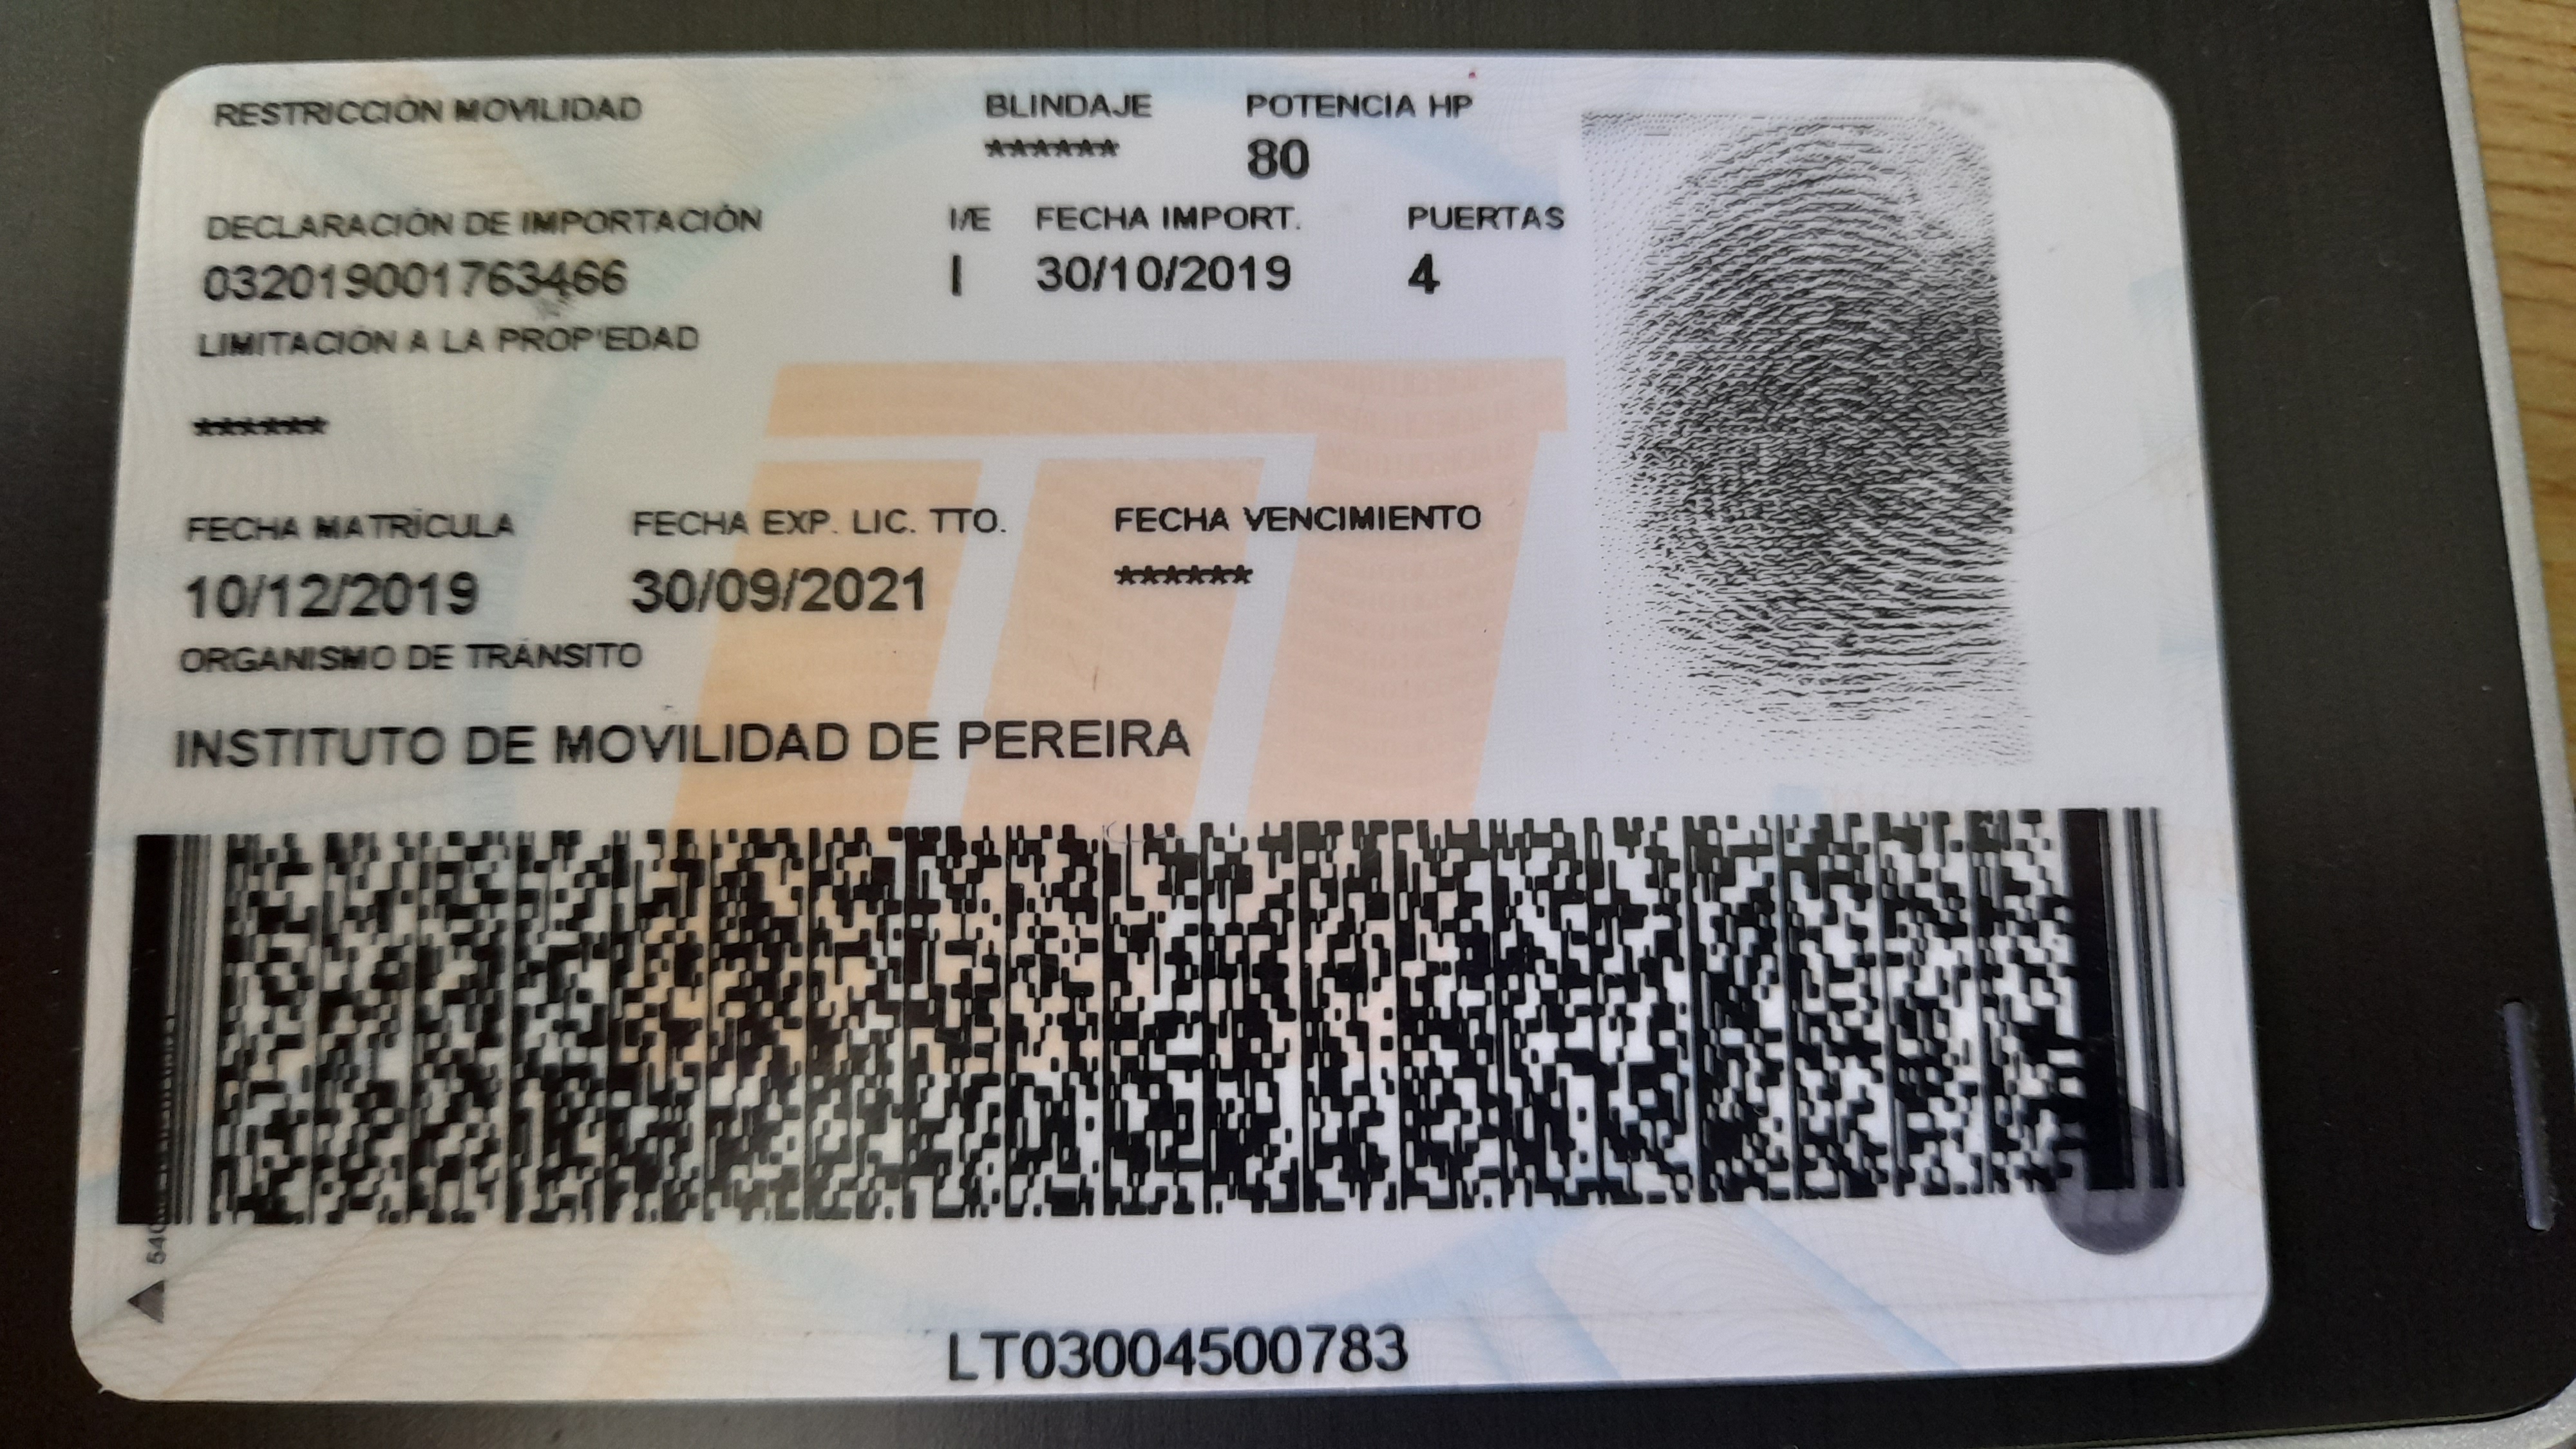 RESTRICCIÓN MOVILIDAD BLINDAJE POTENCIA HP
****** 80
DECLARACIÓN DE IMPORTACIÓN I/E FECHA IMPORT. PUERTAS
032019001763466 I 30/10/2019 4
LIMITACIÓN A LA PROP'EDAD
******
FECHA MATRÍCULA FECHA EXP. LIC. TTO. FECHA VENCIMIENTO
10/12/2019 30/09/2021 ******
ORGANISMO DE TRÁNSITO
INSTITUTO DE MOVILIDAD DE PEREIRA
LT03004500783